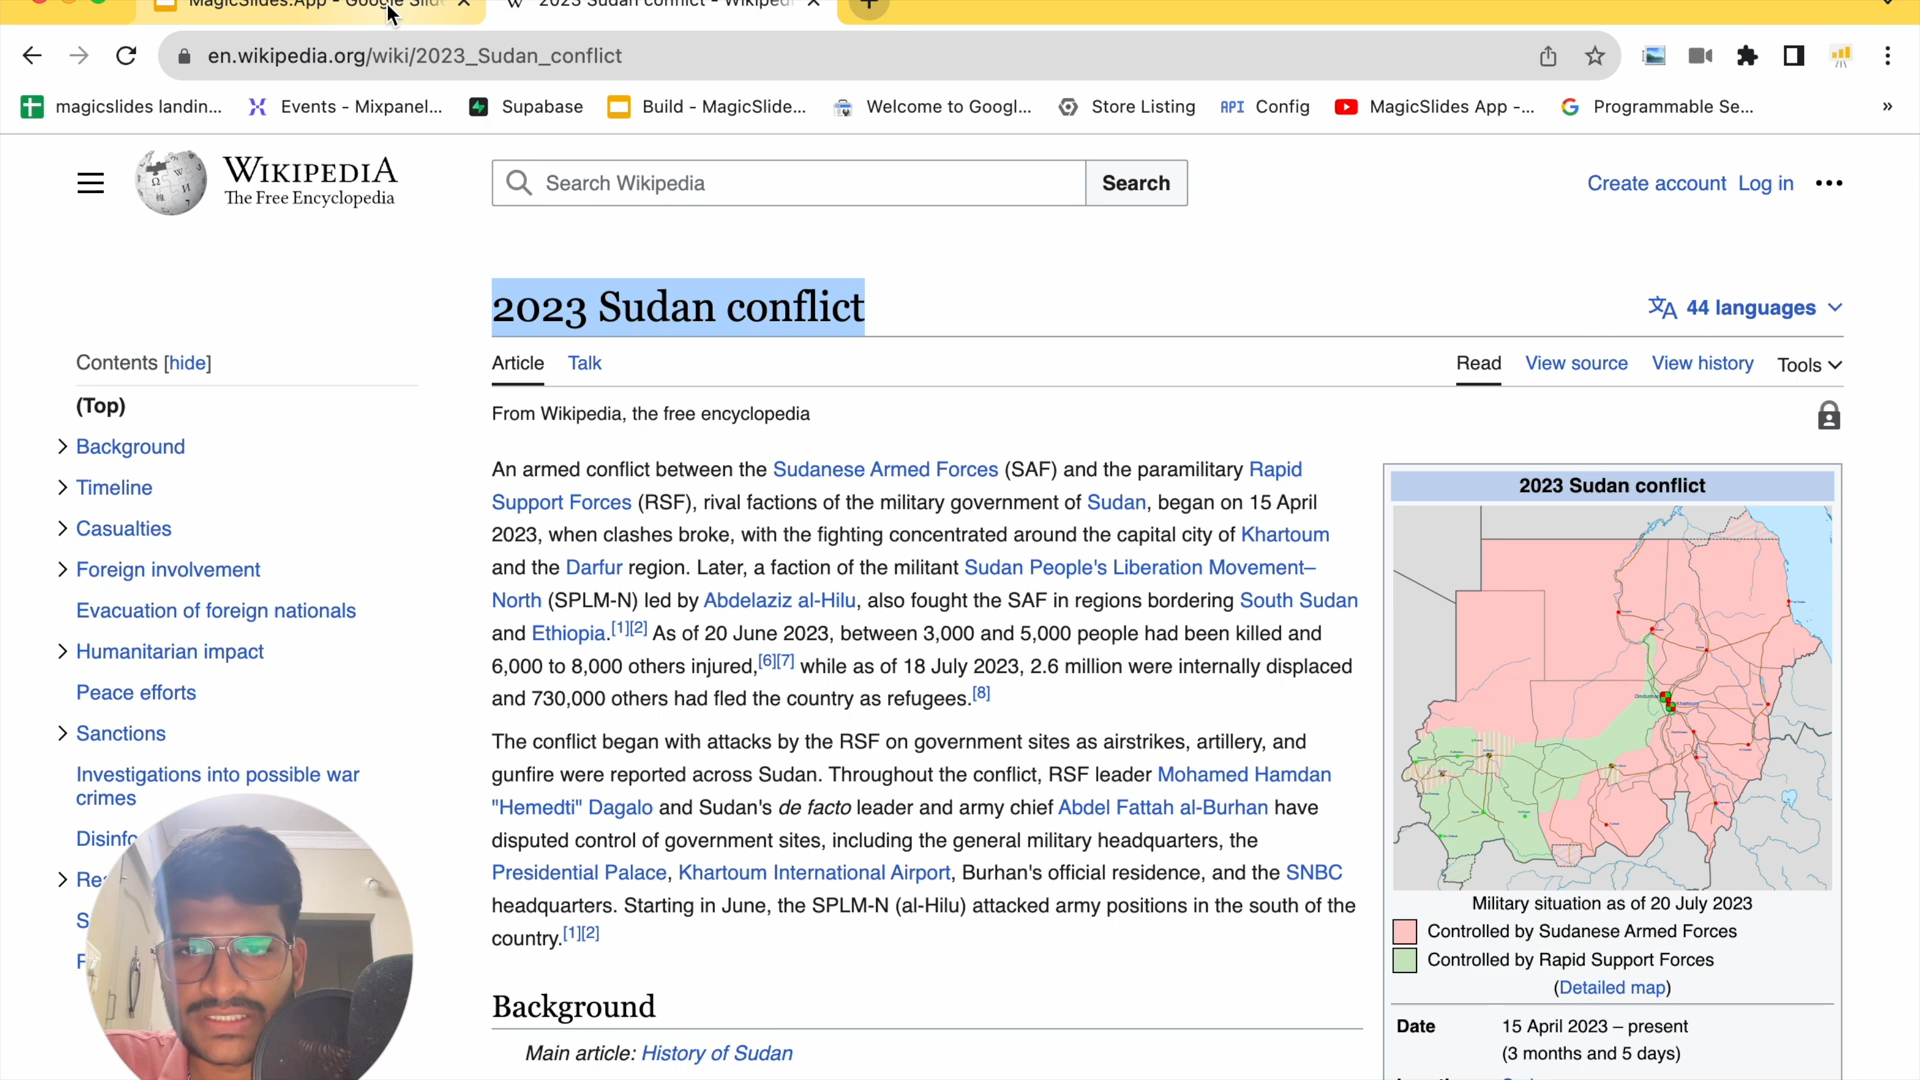 MagicSlides.App - Google Slide
2023 Sudan conflict - Wikiped
en.wikipedia.org/wiki/2023_Sudan_conflict
magicslides landin...
Events - Mixpanel...
Supabase
Build - MagicSlide...
Welcome to Googl...
Store Listing
API Config
MagicSlides App -...
Programmable Se...
»
WIKIPEDIA
The Free Encyclopedia
Search Wikipedia
Search
Create account Log in
2023 Sudan conflict
44 languages
Contents [hide]
Article Talk
Read View source View history Tools
(Top)
From Wikipedia, the free encyclopedia
Background
Timeline
Casualties
Foreign involvement
Evacuation of foreign nationals
Humanitarian impact
Peace efforts
Sanctions
Investigations into possible war
crimes
Disinfo
Re
S
An armed conflict between the Sudanese Armed Forces (SAF) and the paramilitary Rapid
Support Forces (RSF), rival factions of the military government of Sudan, began on 15 April
2023, when clashes broke, with the fighting concentrated around the capital city of Khartoum
and the Darfur region. Later, a faction of the militant Sudan People's Liberation Movement–
North (SPLM-N) led by Abdelaziz al-Hilu, also fought the SAF in regions bordering South Sudan
and Ethiopia.[1][2] As of 20 June 2023, between 3,000 and 5,000 people had been killed and
6,000 to 8,000 others injured,[6][7] while as of 18 July 2023, 2.6 million were internally displaced
and 730,000 others had fled the country as refugees.[8]
The conflict began with attacks by the RSF on government sites as airstrikes, artillery, and
gunfire were reported across Sudan. Throughout the conflict, RSF leader Mohamed Hamdan
"Hemedti" Dagalo and Sudan's de facto leader and army chief Abdel Fattah al-Burhan have
disputed control of government sites, including the general military headquarters, the
Presidential Palace, Khartoum International Airport, Burhan's official residence, and the SNBC
headquarters. Starting in June, the SPLM-N (al-Hilu) attacked army positions in the south of the
country.[1][2]
Background
Main article: History of Sudan
2023 Sudan conflict
Military situation as of 20 July 2023
Controlled by Sudanese Armed Forces
Controlled by Rapid Support Forces
(Detailed map)
Date 15 April 2023 – present
(3 months and 5 days)